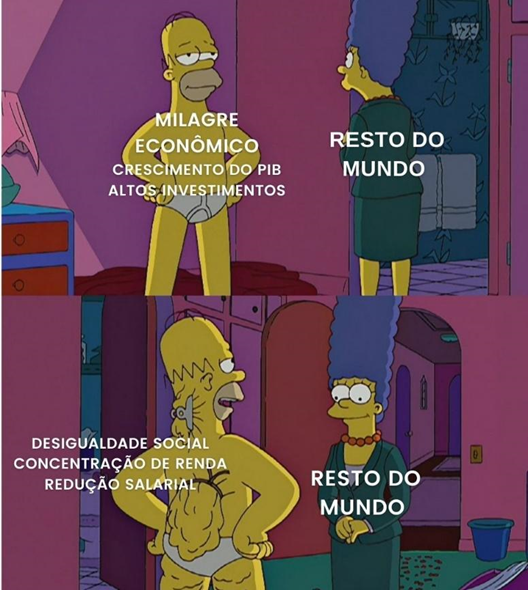 MILAGRE
ECONÔMICO
CRESCIMENTO DO PIB
ALTOS INVESTIMENTOS
RESTO DO
MUNDO
DESIGUALDADE SOCIAL
CONCENTRAÇÃO DE RENDA
REDUÇÃO SALARIAL
RESTO DO
MUNDO